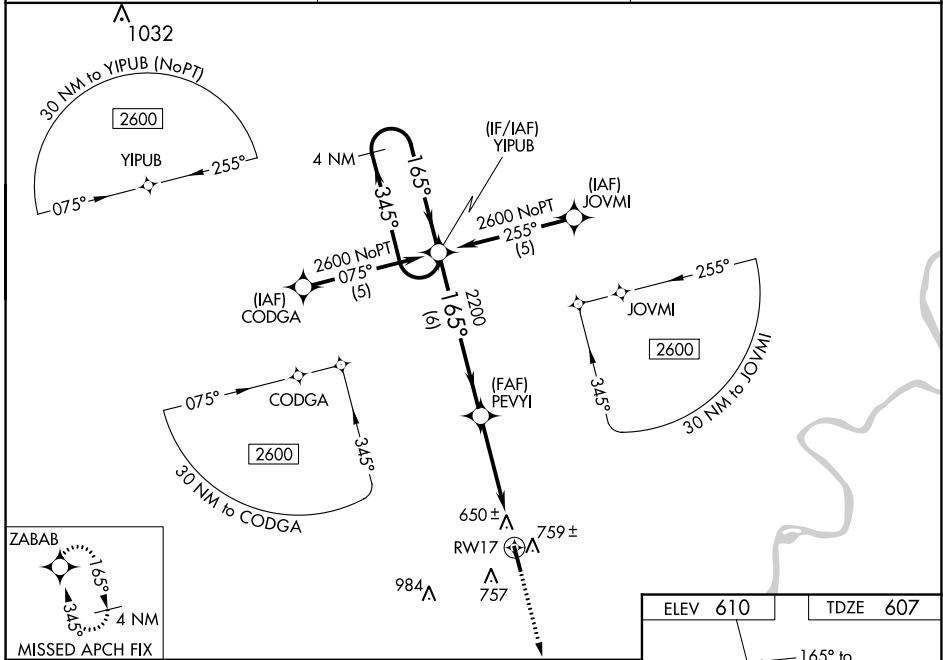 1032
30 NM to YIPUB (NoPT)
2600
YIPUB
075°
255°
4 NM
165°
345°
(IF/IAF)
YIPUB
(IAF)
JOVMI
2600 NoPT
255°
(5)
2600 NoPT
075°
(5)
(IAF)
CODGA
2200
165°
(6)
255°
JOVMI
2600
345°
30 NM to JOVMI
075°
CODGA
2600
345°
30 NM to CODGA
(FAF)
PEVYI
650 ±
RW17
759 ±
984
757
ZABAB
165°
345°
4 NM
MISSED APCH FIX
ELEV 610
TDZE 607
165° to